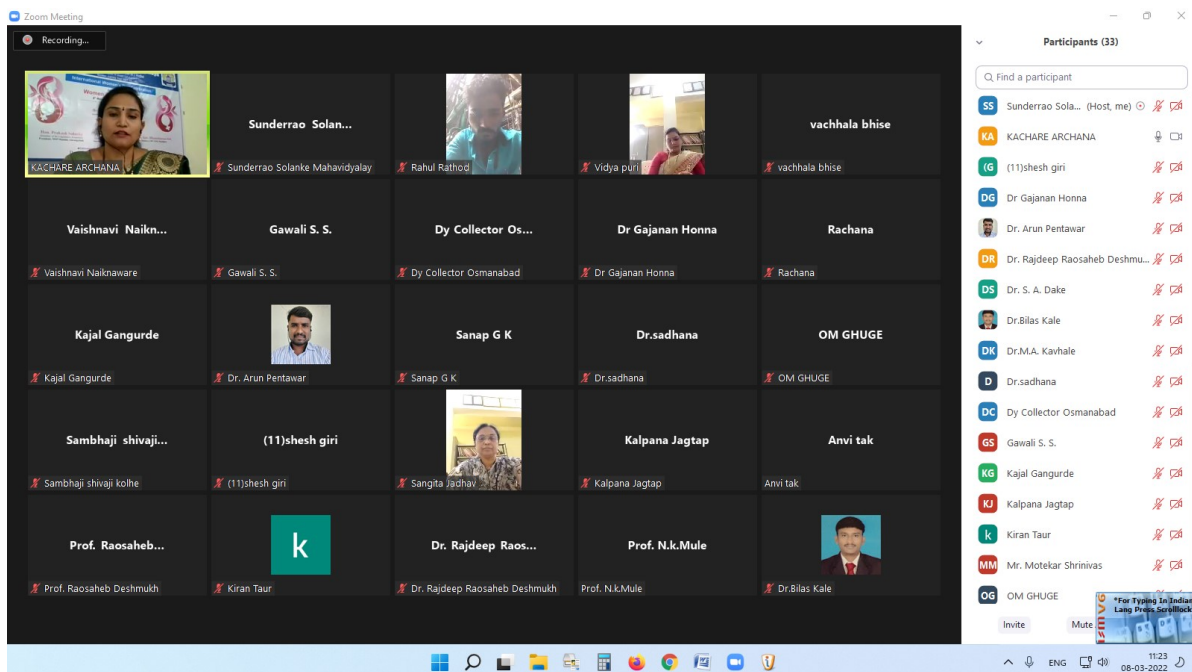 Zoom Meeting
Recording...
Participants (33)
Find a participant
International
Women
KACHARE ARCHANA
Sunderrao Solan...
Sunderrao Solanke Mahavidyalay
Rahul Rathod
Vidya puri
vachhala bhise
vachhala bhise
Vaishnavi Naikn...
Vaishnavi Naiknaware
Gawali S. S.
Gawali S. S.
Dy Collector Os...
Dy Collector Osmanabad
Dr Gajanan Honna
Dr Gajanan Honna
Rachana
Rachana
Kajal Gangurde
Kajal Gangurde
Dr. Arun Pentawar
Sanap G K
Sanap G K
Dr.sadhana
Dr.sadhana
OM GHUGE
OM GHUGE
Sambhaji shivaji...
Sambhaji shivaji kolhe
(11)shesh giri
(11)shesh giri
Sangita Jadhav
Kalpana Jagtap
Kalpana Jagtap
Anvi tak
Anvi tak
Prof. Raosaheb...
Prof. Raosaheb Deshmukh
k
Kiran Taur
Dr. Rajdeep Raos...
Dr. Rajdeep Raosaheb Deshmukh
Prof. N.k.Mule
Prof. N.k.Mule
Dr.Bilas Kale
SS Sunderrao Sola... (Host, me)
KA KACHARE ARCHANA
(G (11)shesh giri
DG Dr Gajanan Honna
Dr. Arun Pentawar
DR Dr. Rajdeep Raosaheb Deshmu...
DS Dr. S. A. Dake
Dr.Bilas Kale
DK Dr.M.A. Kavhale
D Dr.sadhana
DC Dy Collector Osmanabad
GS Gawali S. S.
KG Kajal Gangurde
KJ Kalpana Jagtap
k Kiran Taur
MM Mr. Motekar Shrinivas
OG OM GHUGE
Invite Mute
ismV6
*For Typing In Indian
Lang Press Scrolllock
ENG
11:23
08-03-2022